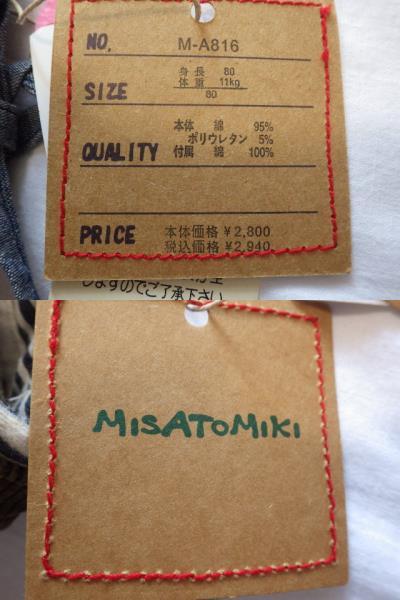 NO. M-A816
身長 80
体重 11kg
SIZE
80
本体 綿 95%
ポリウレタン 5%
QUALITY 付属 綿 100%
PRICE 本体価格 ¥2,800
税込価格 ¥2,940
しますのでご了承下さい
MISATOMIKI